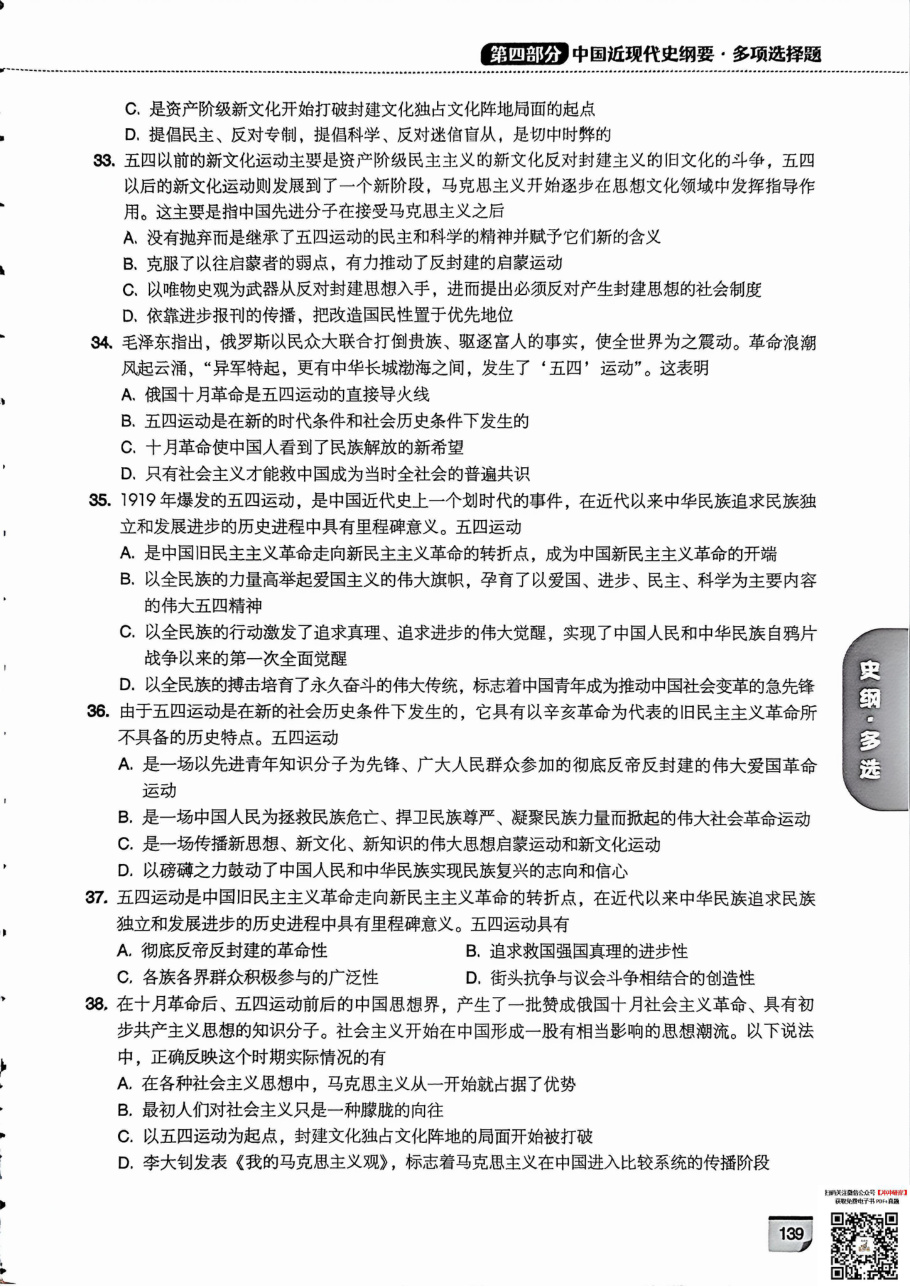 第四部分 中国近现代史纲要·多项选择题
C. 是资产阶级新文化开始打破封建文化独占文化阵地局面的起点
D. 提倡民主、反对专制，提倡科学、反对迷信盲从，是切中时弊的
33. 五四以前的新文化运动主要是资产阶级民主主义的新文化反对封建主义的旧文化的斗争，五四
以后的新文化运动则发展到了一个新阶段，马克思主义开始逐步在思想文化领域中发挥指导作
用。这主要是指中国先进分子在接受马克思主义之后
A. 没有抛弃而是继承了五四运动的民主和科学的精神并赋予它们新的含义
B. 克服了以往启蒙者的弱点，有力推动了反封建的启蒙运动
C. 以唯物史观为武器从反对封建思想入手，进而提出必须反对产生封建思想的社会制度
D. 依靠进步报刊的传播，把改造国民性置于优先地位
34. 毛泽东指出，俄罗斯以民众大联合打倒贵族、驱逐富人的事实，使全世界为之震动。革命浪潮
风起云涌，“异军特起，更有中华长城渤海之间，发生了‘五四’运动”。这表明
A. 俄国十月革命是五四运动的直接导火线
B. 五四运动是在新的时代条件和社会历史条件下发生的
C. 十月革命使中国人看到了民族解放的新希望
D. 只有社会主义才能救中国成为当时全社会的普遍共识
35. 1919年爆发的五四运动，是中国近代史上一个划时代的事件，在近代以来中华民族追求民族独
立和发展进步的历史进程中具有里程碑意义。五四运动
A. 是中国旧民主主义革命走向新民主主义革命的转折点，成为中国新民主主义革命的开端
B. 以全民族的力量高举起爱国主义的伟大旗帜，孕育了以爱国、进步、民主、科学为主要内容
的伟大五四精神
C. 以全民族的行动激发了追求真理、追求进步的伟大觉醒，实现了中国人民和中华民族自鸦片
战争以来的第一次全面觉醒
D. 以全民族的搏击培育了永久奋斗的伟大传统，标志着中国青年成为推动中国社会变革的急先锋
36. 由于五四运动是在新的社会历史条件下发生的，它具有以辛亥革命为代表的旧民主主义革命所
不具备的历史特点。五四运动
A. 是一场以先进青年知识分子为先锋、广大人民群众参加的彻底反帝反封建的伟大爱国革命
运动
B. 是一场中国人民为拯救民族危亡、捍卫民族尊严、凝聚民族力量而掀起的伟大社会革命运动
C. 是一场传播新思想、新文化、新知识的伟大思想启蒙运动和新文化运动
D. 以磅礴之力鼓动了中国人民和中华民族实现民族复兴的志向和信心
37. 五四运动是中国旧民主主义革命走向新民主主义革命的转折点，在近代以来中华民族追求民族
独立和发展进步的历史进程中具有里程碑意义。五四运动具有
A. 彻底反帝反封建的革命性 B. 追求救国强国真理的进步性
C. 各族各界群众积极参与的广泛性 D. 街头抗争与议会斗争相结合的创造性
38. 在十月革命后、五四运动前后的中国思想界，产生了一批赞成俄国十月社会主义革命、具有初
步共产主义思想的知识分子。社会主义开始在中国形成一股有相当影响的思想潮流。以下说法
中，正确反映这个时期实际情况的有
A. 在各种社会主义思想中，马克思主义从一开始就占据了优势
B. 最初人们对社会主义只是一种朦胧的向往
C. 以五四运动为起点，封建文化独占文化阵地的局面开始被打破
D. 李大钊发表《我的马克思主义观》，标志着马克思主义在中国进入比较系统的传播阶段
史纲·多选
扫码关注微信公众号【冲冲研库】
获取免费电子书PDF+真题
139